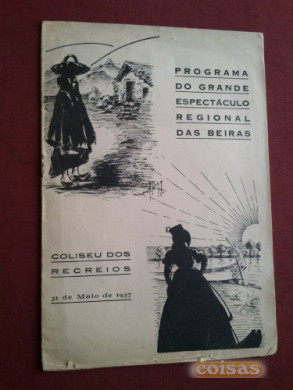 PROGRAMA
DO GRANDE
ESPECTÁCULO
REGIONAL
DAS BEIRAS
COLISEU DOS
RECREIOS
31 de Maio de 1937
coisas